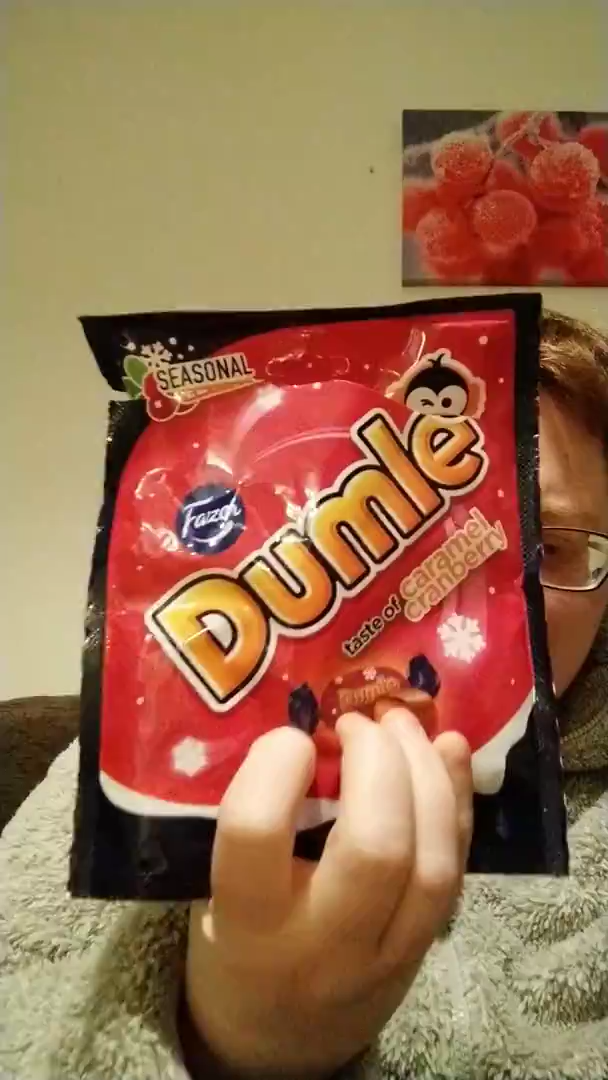 SEASONAL
Fazer
Dumle
taste of caramel
cranberry
Dumle